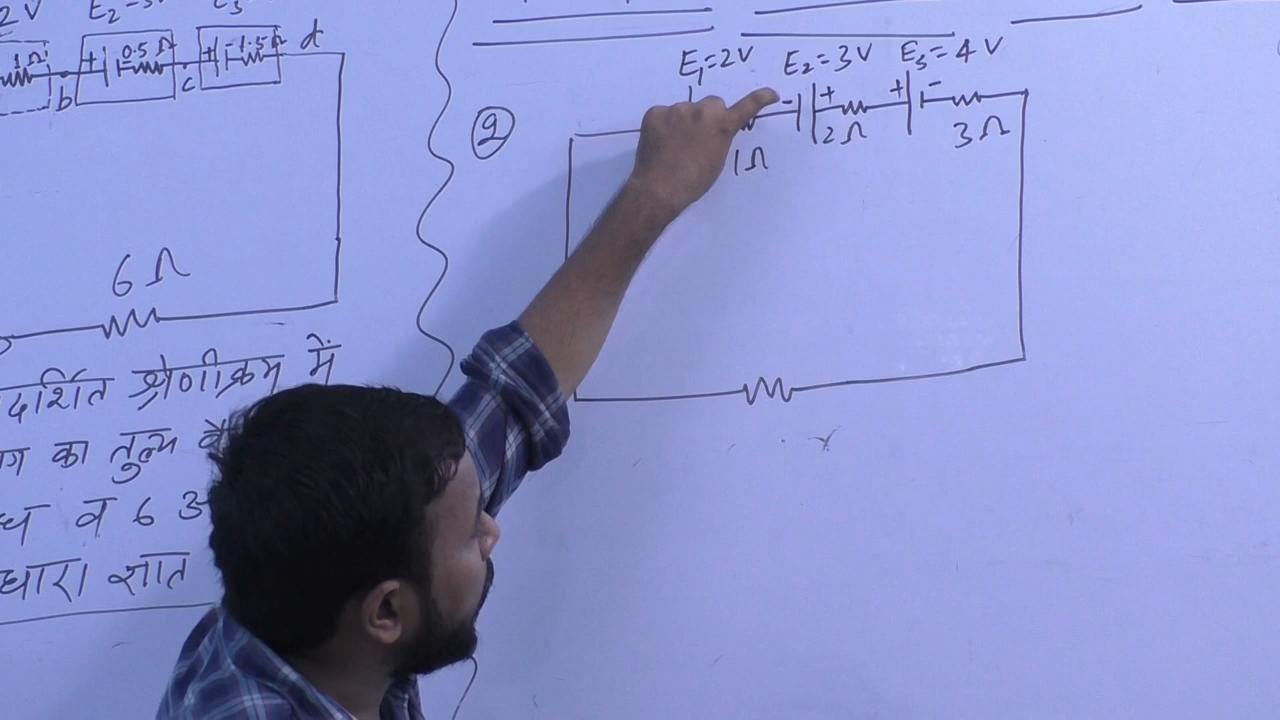 2V E₂=3 E₃
1Ω + 0.5Ω + - 1.5Ω d
b c
6Ω
दर्शित श्रेणीक्रम में
ग का तुल्य
व 6
धारा ज्ञात
② E₁=2V E₂=3V E₃=4V
- + + -
1Ω 2Ω 3Ω